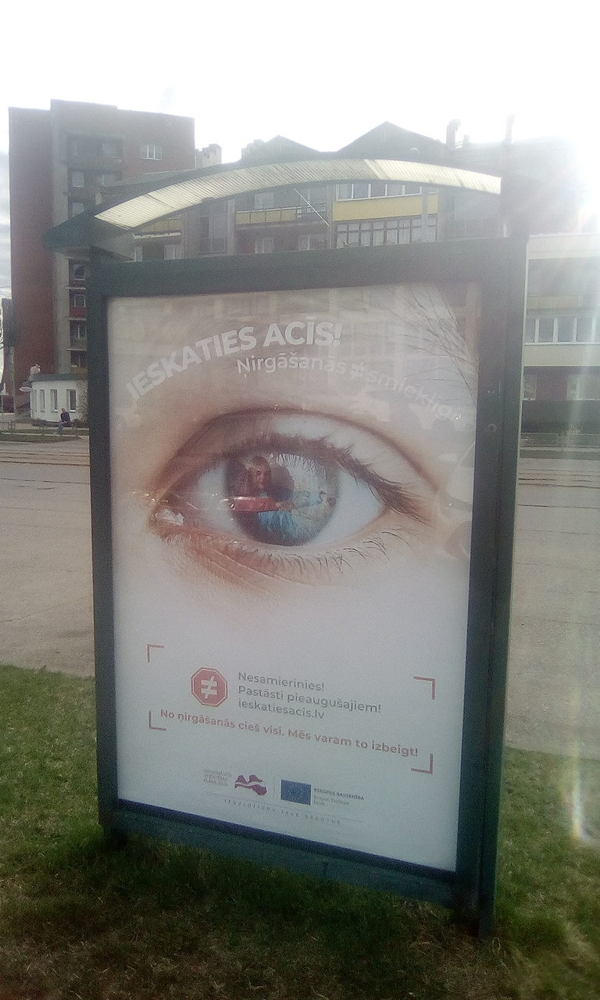 IESKATIES ACĪS!
Ņirgāšanās ≠ smieklīgi
Nesamierinies!
Pastāsti pieaugušajiem!
ieskatiesacīs.lv
No ņirgāšanās cieš visi. Mēs varam to izbeigt!
NACIONĀLAIS
ATTĪSTĪBAS
PLĀNS 2020
EIROPAS SAVIENĪBA
Eiropas Sociālais
fonds
IEGULDĪJUMS TAVĀ NĀKOTNĒ